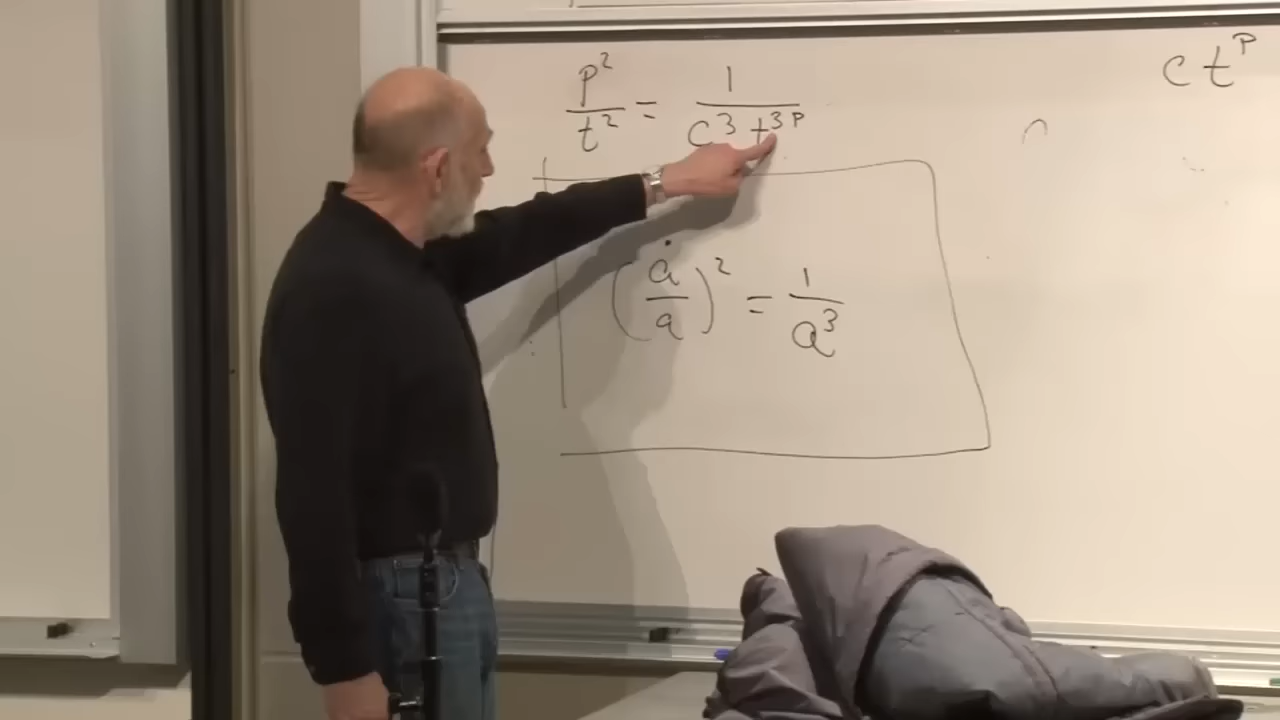 p²/t² = 1/(c³ t³ᵖ)
c tᵖ
(ȧ/a)² = 1/a³